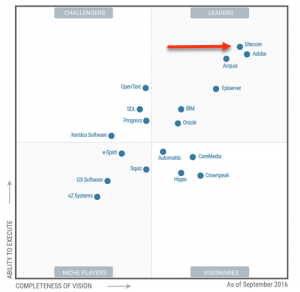 CHALLENGERS
LEADERS
Sitecore
Adobe
Acquia
OpenText
Episerver
SDL
IBM
Progress
Oracle
Kentico Software
e-Spirit
Automattic
CoreMedia
Squiz
Hippo
Crownpeak
GX Software
eZ Systems
NICHE PLAYERS
VISIONARIES
ABILITY TO EXECUTE
COMPLETENESS OF VISION
As of September 2016